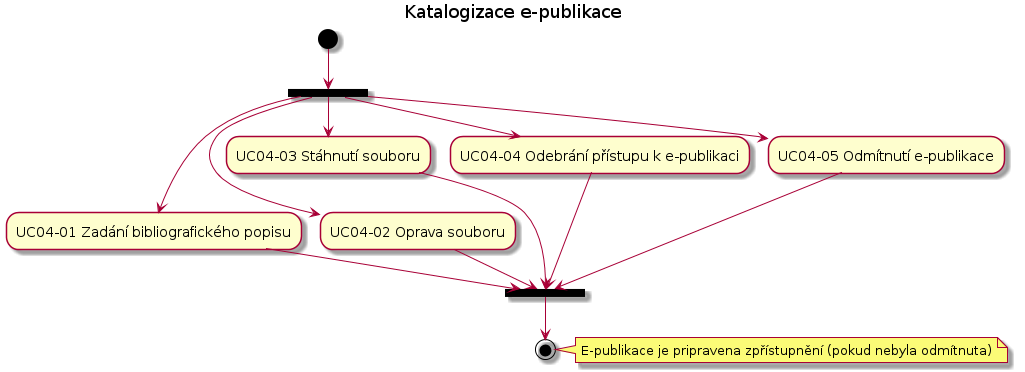 Katalogizace e-publikace
UC04-03 Stáhnutí souboru
UC04-04 Odebrání přístupu k e-publikaci
UC04-05 Odmítnutí e-publikace
UC04-01 Zadání bibliografického popisu
UC04-02 Oprava souboru
E-publikace je pripravena zpřístupnění (pokud nebyla odmítnuta)